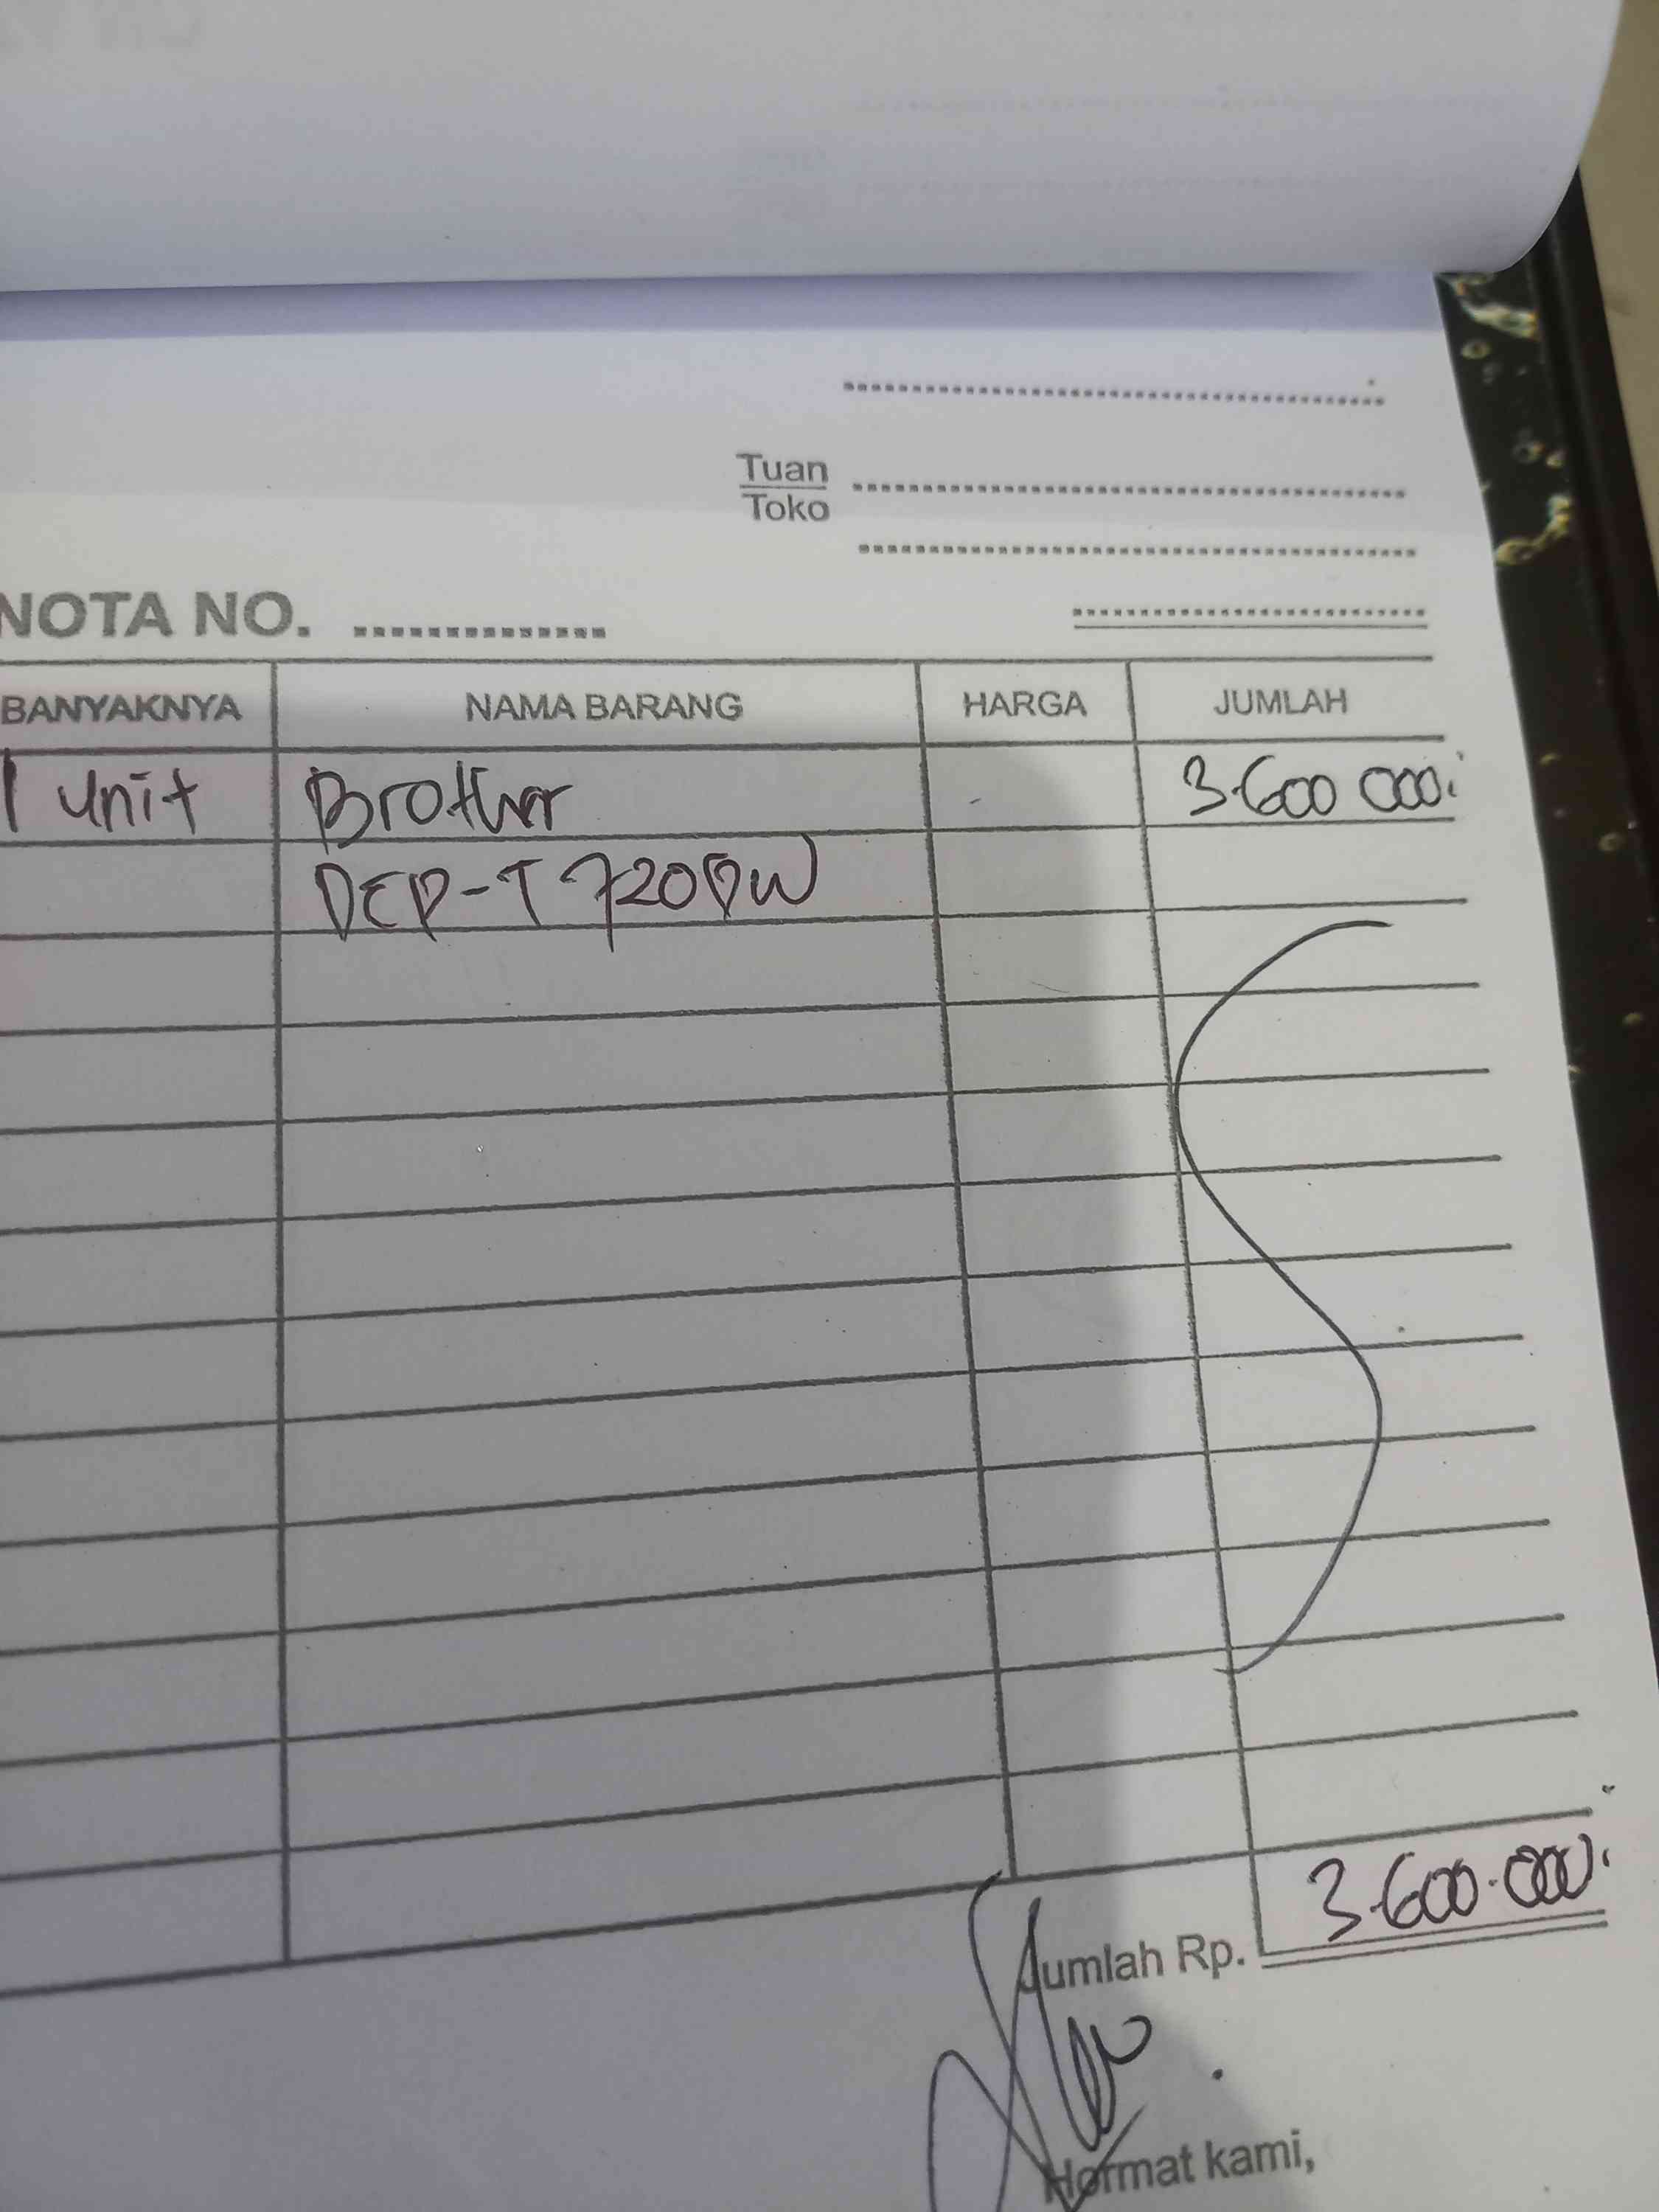 Tuan
Toko
NOTA NO. ..............
BANYAKNYA NAMA BARANG HARGA JUMLAH
1 unit Brother - 3.600 000,-
DCP-T720DW
Jumlah Rp. 3.600.000,-
Hormat kami,